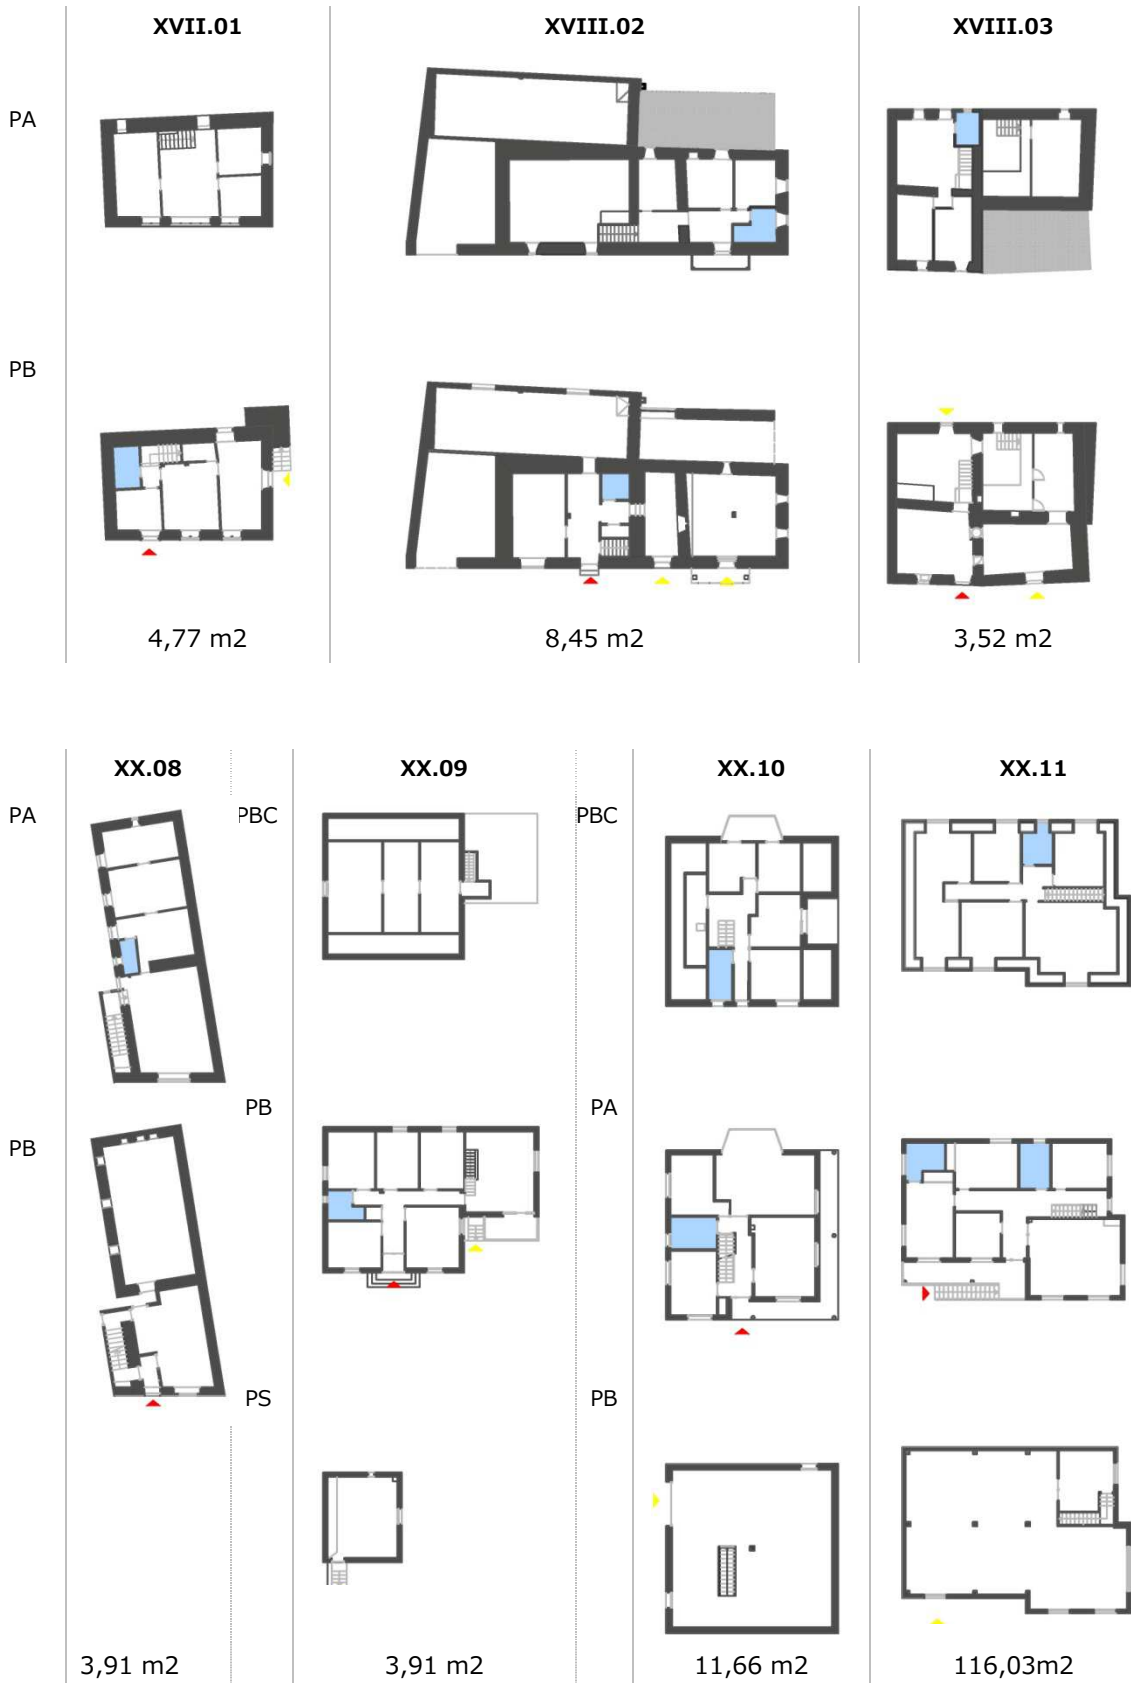 XVII.01 XVIII.02 XVIII.03
PA
PB
4,77 m2 8,45 m2 3,52 m2
XX.08 XX.09 XX.10 XX.11
PA PBC PBC
PB PA
PB
PS PB
3,91 m2 3,91 m2 11,66 m2 116,03m2